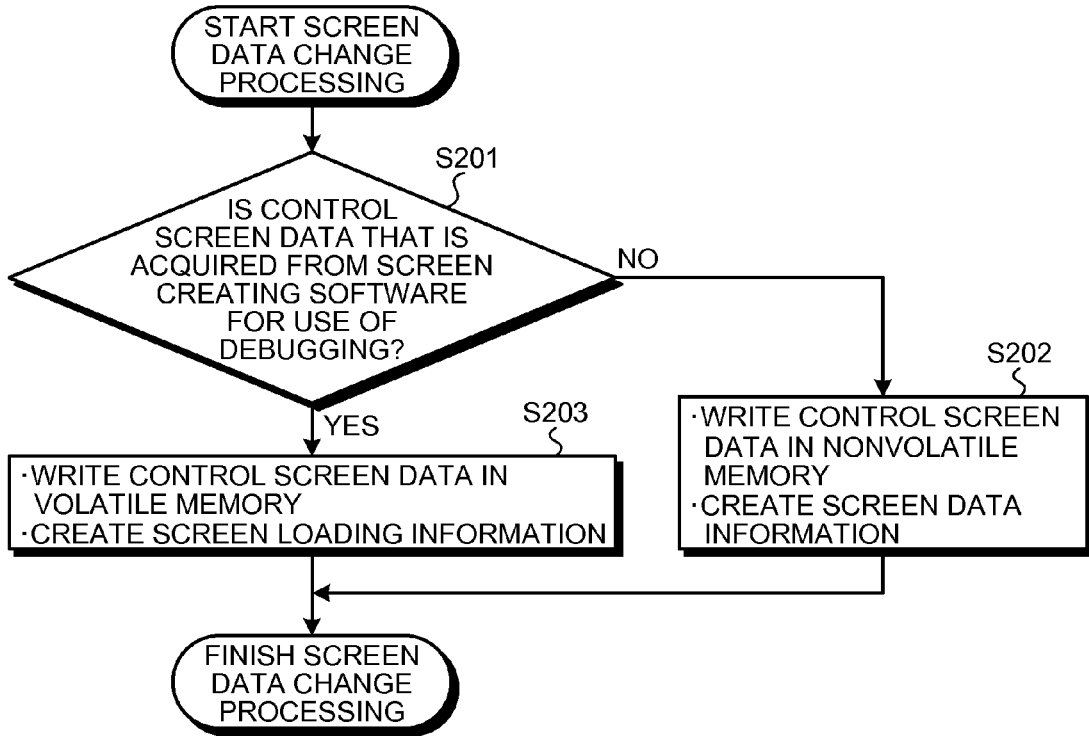 START SCREEN
DATA CHANGE
PROCESSING
S201
IS CONTROL
SCREEN DATA THAT IS
ACQUIRED FROM SCREEN
CREATING SOFTWARE
FOR USE OF
DEBUGGING?
NO
YES
S202
·WRITE CONTROL SCREEN
DATA IN NONVOLATILE
MEMORY
·CREATE SCREEN DATA
INFORMATION
S203
·WRITE CONTROL SCREEN DATA IN
VOLATILE MEMORY
·CREATE SCREEN LOADING INFORMATION
FINISH SCREEN
DATA CHANGE
PROCESSING